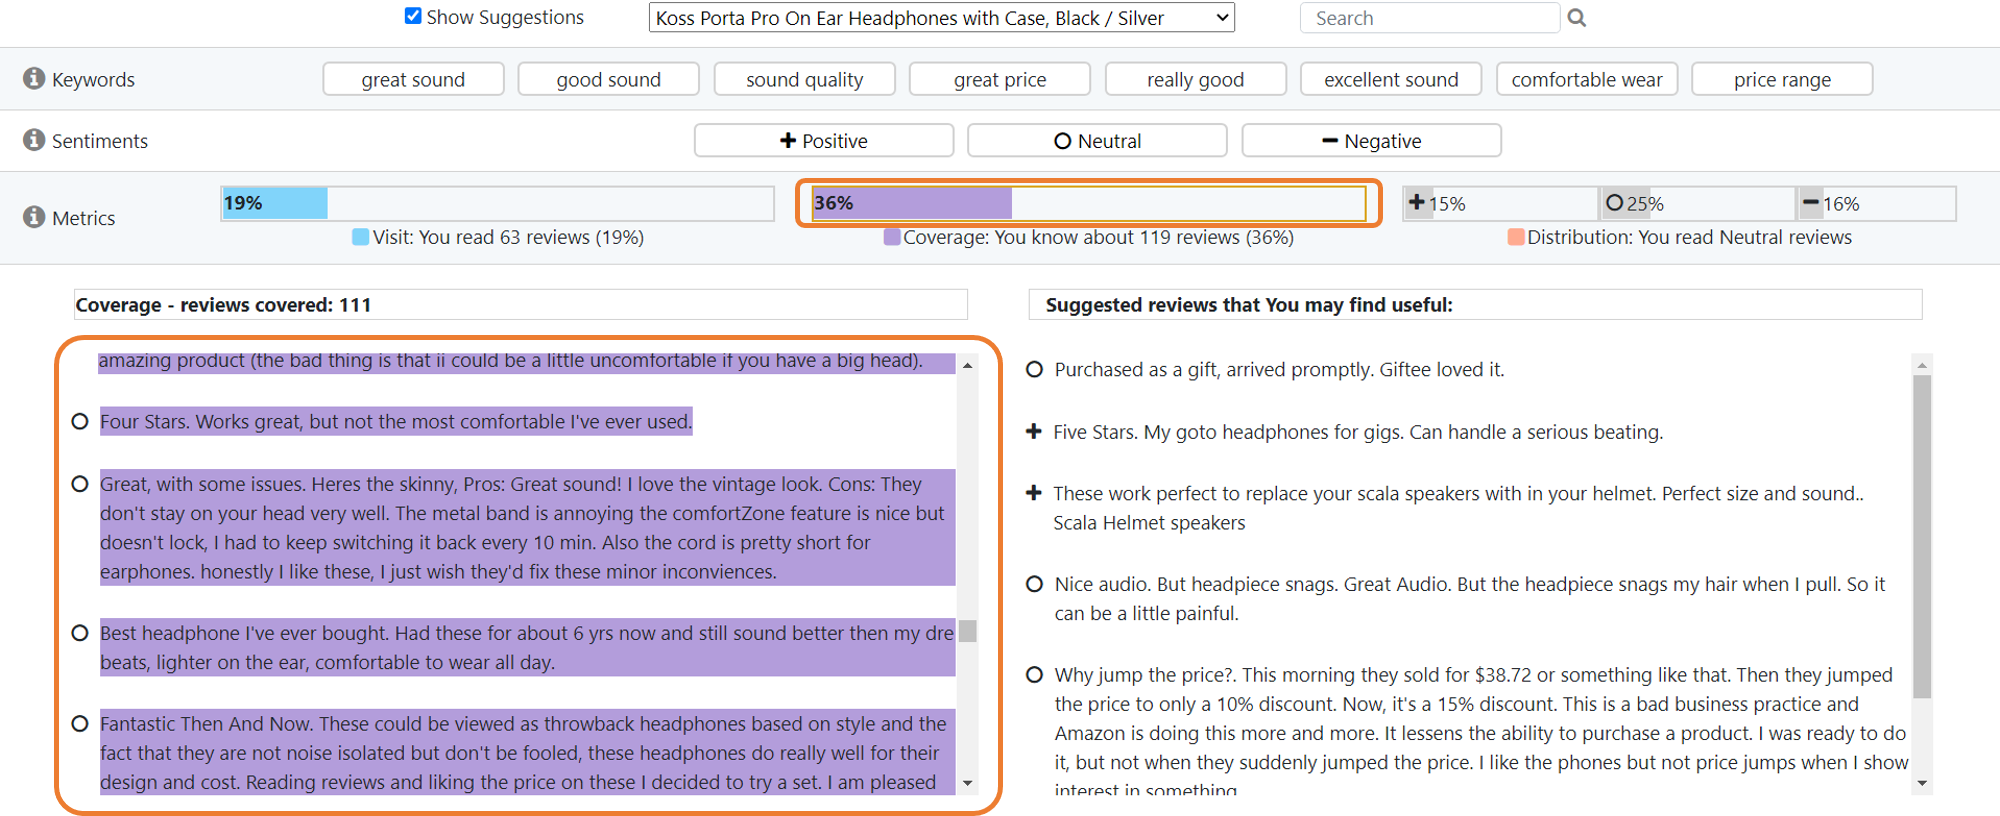 Show Suggestions
Koss Porta Pro On Ear Headphones with Case, Black / Silver
Search
Keywords
great sound
good sound
sound quality
great price
really good
excellent sound
comfortable wear
price range
Sentiments
Positive
Neutral
Negative
Metrics
19%
36%
15%
25%
16%
Visit: You read 63 reviews (19%)
Coverage: You know about 119 reviews (36%)
Distribution: You read Neutral reviews
Coverage - reviews covered: 111
amazing product (the bad thing is that ii could be a little uncomfortable if you have a big head).
Four Stars. Works great, but not the most comfortable I've ever used.
Great, with some issues. Heres the skinny, Pros: Great sound! I love the vintage look. Cons: They
don't stay on your head very well. The metal band is annoying the comfortZone feature is nice but
doesn't lock, I had to keep switching it back every 10 min. Also the cord is pretty short for
earphones. honestly I like these, I just wish they'd fix these minor inconviences.
Best headphone I've ever bought. Had these for about 6 yrs now and still sound better then my dre
beats, lighter on the ear, comfortable to wear all day.
Fantastic Then And Now. These could be viewed as throwback headphones based on style and the
fact that they are not noise isolated but don't be fooled, these headphones do really well for their
design and cost. Reading reviews and liking the price on these I decided to try a set. I am pleased
Suggested reviews that You may find useful:
Purchased as a gift, arrived promptly. Giftee loved it.
Five Stars. My goto headphones for gigs. Can handle a serious beating.
These work perfect to replace your scala speakers with in your helmet. Perfect size and sound..
Scala Helmet speakers
Nice audio. But headpiece snags. Great Audio. But the headpiece snags my hair when I pull. So it
can be a little painful.
Why jump the price?. This morning they sold for $38.72 or something like that. Then they jumped
the price to only a 10% discount. Now, it's a 15% discount. This is a bad business practice and
Amazon is doing this more and more. It lessens the ability to purchase a product. I was ready to do
it, but not when they suddenly jumped the price. I like the phones but not price jumps when I show
interest in something